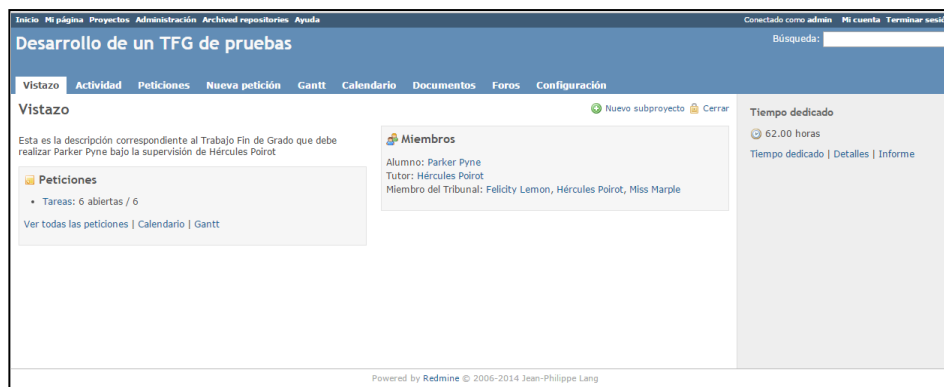 Inicio Mi página Proyectos Administración Archived repositories Ayuda
Conectado como admin Mi cuenta Terminar sesió
Desarrollo de un TFG de pruebas
Búsqueda:
Vistazo Actividad Peticiones Nueva petición Gantt Calendario Documentos Foros Configuración
Vistazo
Nuevo subproyecto Cerrar
Esta es la descripción correspondiente al Trabajo Fin de Grado que debe
realizar Parker Pyne bajo la supervisión de Hércules Poirot
Peticiones
• Tareas: 6 abiertas / 6
Ver todas las peticiones | Calendario | Gantt
Miembros
Alumno: Parker Pyne
Tutor: Hércules Poirot
Miembro del Tribunal: Felicity Lemon, Hércules Poirot, Miss Marple
Tiempo dedicado
62.00 horas
Tiempo dedicado | Detalles | Informe
Powered by Redmine © 2006-2014 Jean-Philippe Lang